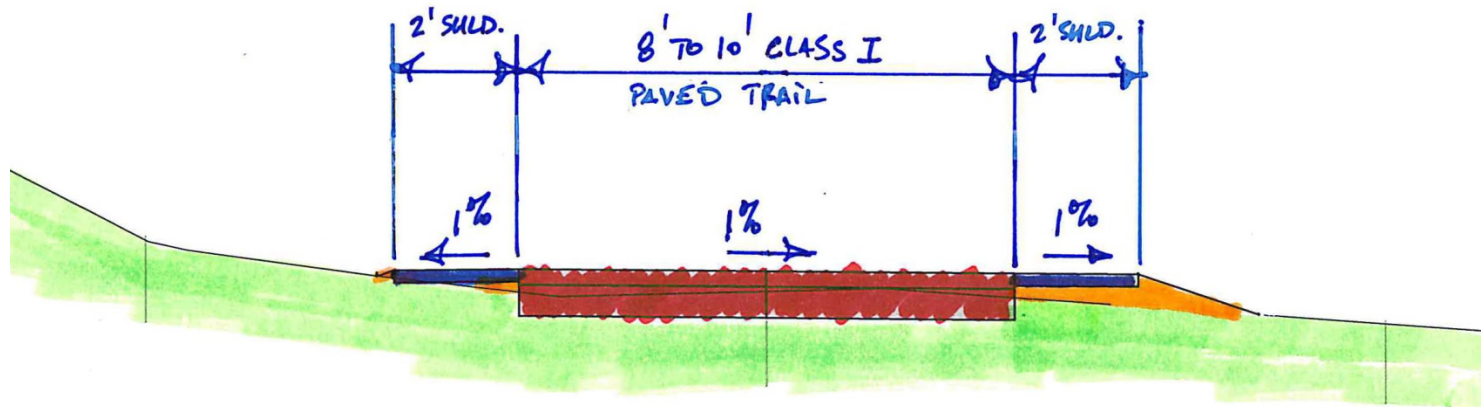 2' SHLD.
8' TO 10' CLASS I
PAVED TRAIL
2' SHLD.
1%
1%
1%